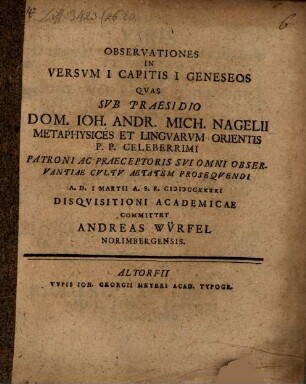 OBSERVATIONES
IN
VERSVM I CAPITIS I GENESEOS
QVAS
SVB PRAESIDIO
DOM. IOH. ANDR. MICH. NAGELII
METAPHYSICES ET LINGVARVM ORIENTIS
P. P. CELEBERRIMI
PATRONI AC PRAECEPTORIS SVI OMNI OBSER-
VANTIAE CVLTV AETATEM PROSEQVENDI
A. D. I MARTII A. S. R.
DISQVISITIONI ACADEMICAE
COMMITTET
ANDREAS WÜRFEL
NORIMBERGENSIS.
ALTORFII
TYPIS IOH. GEORGII MEYERI ACAD. TYPOGR.